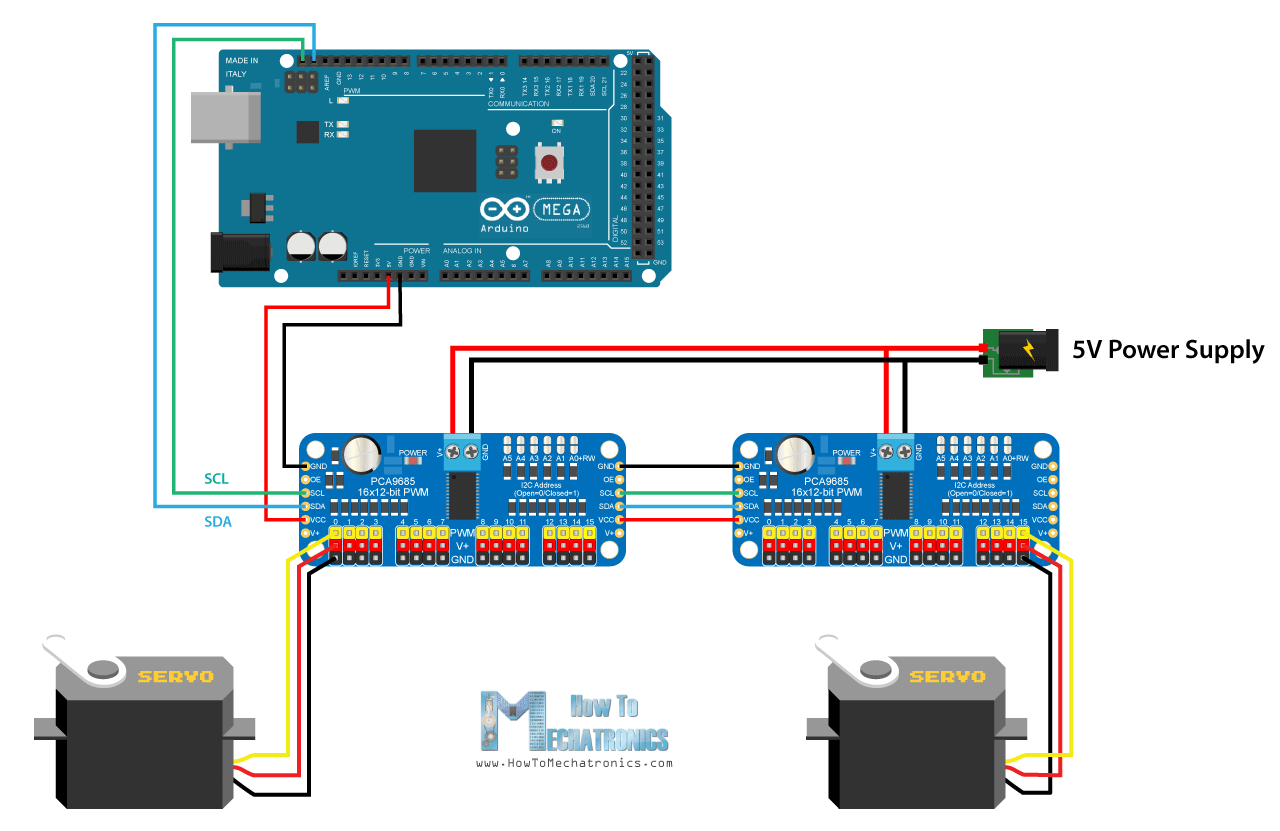 MADE IN
ITALY
AREF
GND
13
12
11
10
9
8
7
6
5
4
3
2
TX0 ◄ 1
RX0 ► 0
TX3 14
RX3 15
TX2 16
RX2 17
TX1 18
RX1 19
SDA 20
SCL 21
5V
L
PWM
COMMUNICATION
TX
RX
ON
22
24
26
28
30 31
32 33
34 35
36 37
38 39
40 41
42 43
44 45
46 47
48 49
50 51
52 53
GND
DIGITAL
MEGA
Arduino
POWER
ANALOG IN
IOREF
RESET
3V3
5V
GND
GND
VIN
A0
A1
A2
A3
A4
A5
6
A7
A8
A9
A10
A11
A12
A13
A14
A15
5V Power Supply
SCL
SDA
POWER
V+
GND
A5 A4 A3 A2 A1 A0+RW
GND
OE
SCL
SDA
VCC
V+
PCA9685
16x12-bit PWM
I2C Address
(Open=0/Closed=1)
GND
OE
SCL
SDA
VCC
V+
0 1 2 3 4 5 6 7 8 9 10 11 12 13 14 15
PWM
V+
GND
POWER
V+
GND
A5 A4 A3 A2 A1 A0+RW
GND
OE
SCL
SDA
VCC
V+
PCA9685
16x12-bit PWM
I2C Address
(Open=0/Closed=1)
GND
OE
SCL
SDA
VCC
V+
0 1 2 3 4 5 6 7 8 9 10 11 12 13 14 15
PWM
V+
GND
SERVO
SERVO
How To
MECHATRONICS
www.HowToMechatronics.com